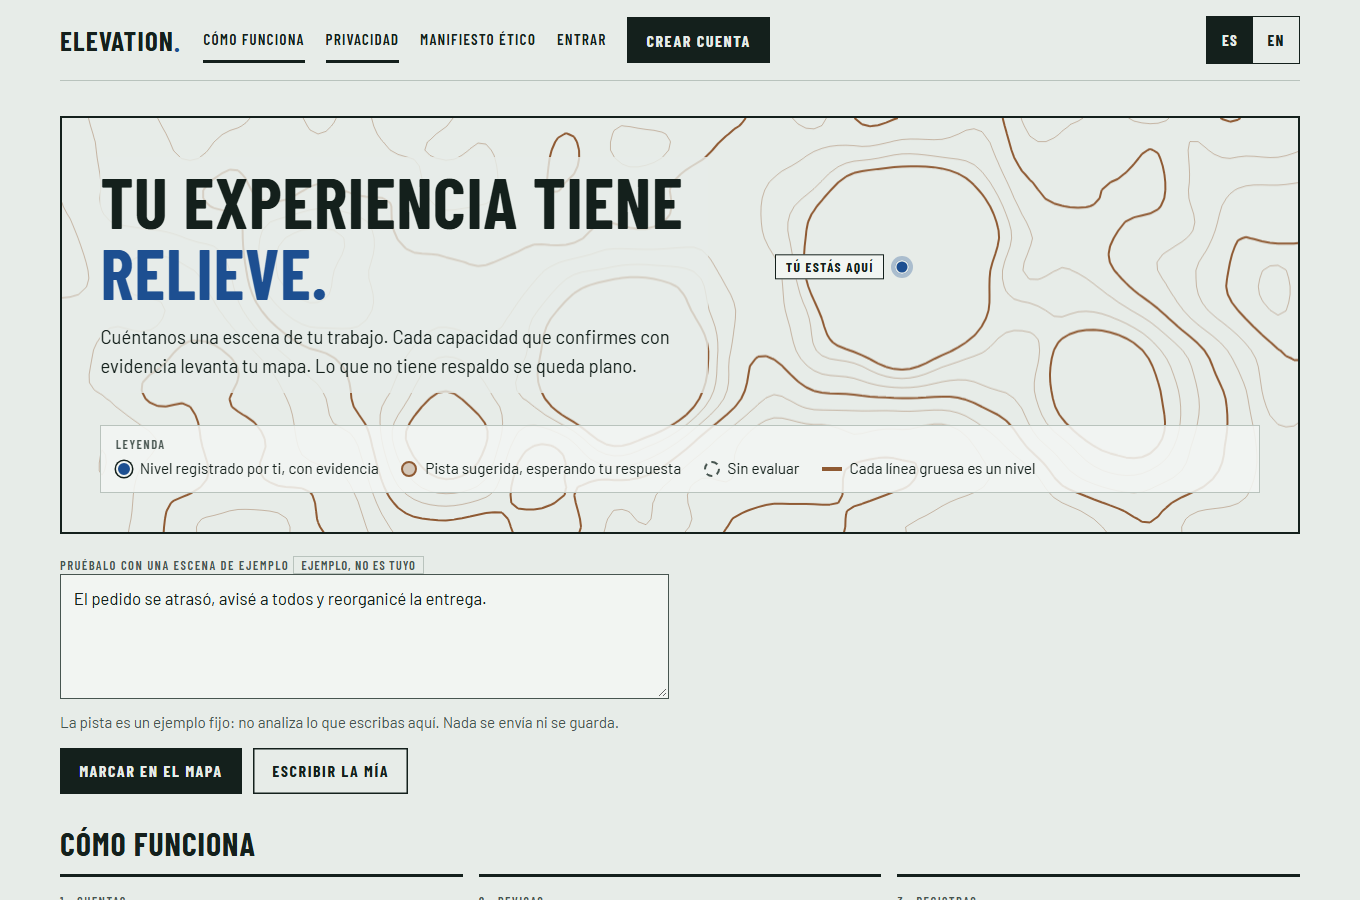 ELEVATION.
CÓMO FUNCIONA
PRIVACIDAD
MANIFIESTO ÉTICO
ENTRAR
CREAR CUENTA
ES
EN
TU EXPERIENCIA TIENE
RELIEVE.
TÚ ESTÁS AQUÍ
Cuéntanos una escena de tu trabajo. Cada capacidad que confirmes con
evidencia levanta tu mapa. Lo que no tiene respaldo se queda plano.
LEYENDA
Nivel registrado por ti, con evidencia
Pista sugerida, esperando tu respuesta
Sin evaluar
Cada línea gruesa es un nivel
PRUÉBALO CON UNA ESCENA DE EJEMPLO
EJEMPLO, NO ES TUYO
El pedido se atrasó, avisé a todos y reorganicé la entrega.
La pista es un ejemplo fijo: no analiza lo que escribas aquí. Nada se envía ni se guarda.
MARCAR EN EL MAPA
ESCRIBIR LA MÍA
CÓMO FUNCIONA